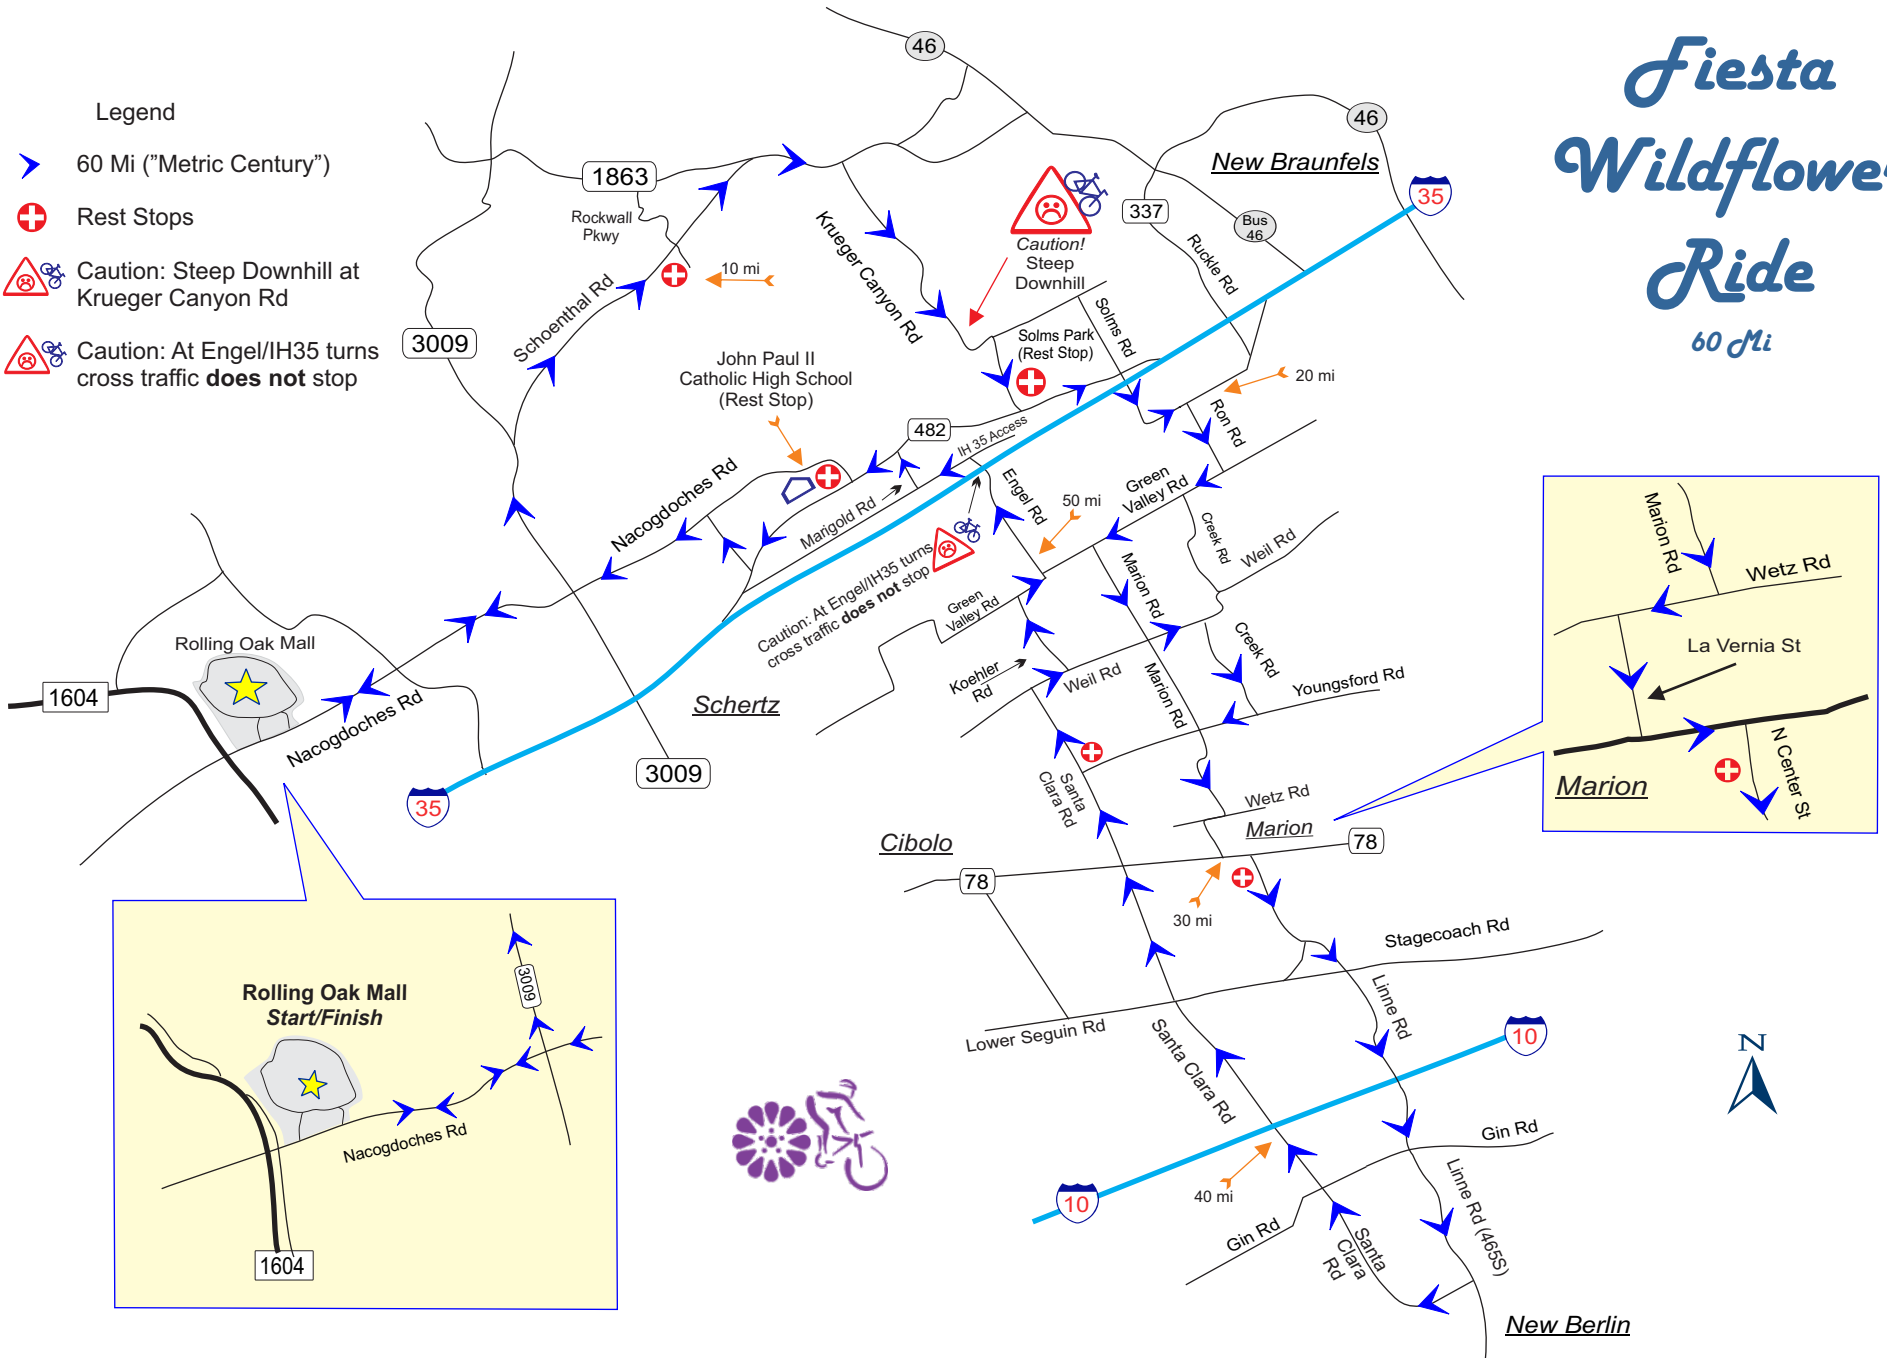 Fiesta
Wildflower
Ride
60 Mi
Legend
60 Mi ("Metric Century")
Rest Stops
Caution: Steep Downhill at
Krueger Canyon Rd
Caution: At Engel/IH35 turns
cross traffic does not stop
46
46
New Braunfels
35
1863
Rockwall
Pkwy
10 mi
Schoenthal Rd
3009
Krueger Canyon Rd
Caution!
Steep
Downhill
337
Bus
46
Ruckle Rd
Solms Rd
Solms Park
(Rest Stop)
20 mi
Ron Rd
John Paul II
Catholic High School
(Rest Stop)
482
IH 35 Access
Nacogdoches Rd
Marigold Rd
Engel Rd
50 mi
Green
Valley Rd
Creek Rd
Weil Rd
Caution: At Engel/IH35 turns
cross traffic does not stop
Green
Valley Rd
Marion Rd
Koehler
Rd
Weil Rd
Marion Rd
Creek Rd
Youngsford Rd
Rolling Oak Mall
1604
Nacogdoches Rd
Schertz
3009
35
Santa
Clara Rd
Wetz Rd
Marion
78
Cibolo
78
30 mi
Stagecoach Rd
Lower Seguin Rd
Linne Rd
Santa Clara Rd
10
10
40 mi
Gin Rd
Gin Rd
Linne Rd (465S)
Santa
Clara
Rd
New Berlin
N
Marion Rd
Wetz Rd
La Vernia St
N Center St
Marion
Rolling Oak Mall
Start/Finish
3009
Nacogdoches Rd
1604